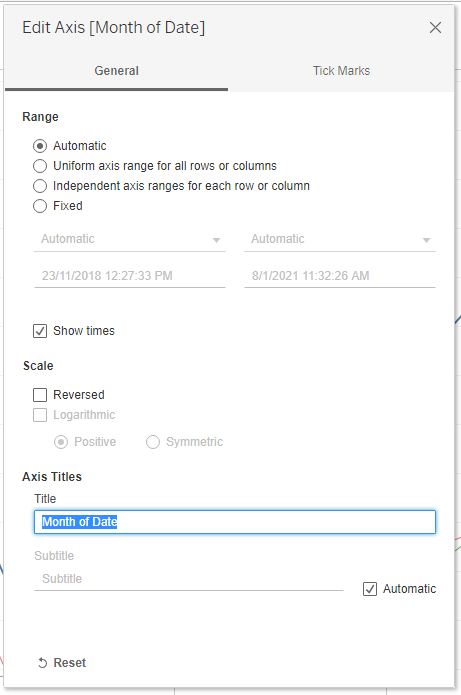 Edit Axis [Month of Date]
General Tick Marks
Range
Automatic
Uniform axis range for all rows or columns
Independent axis ranges for each row or column
Fixed
Automatic Automatic
23/11/2018 12:27:33 PM 8/1/2021 11:32:26 AM
Show times
Scale
Reversed
Logarithmic
Positive Symmetric
Axis Titles
Title
Month of Date
Subtitle
Subtitle
Automatic
Reset